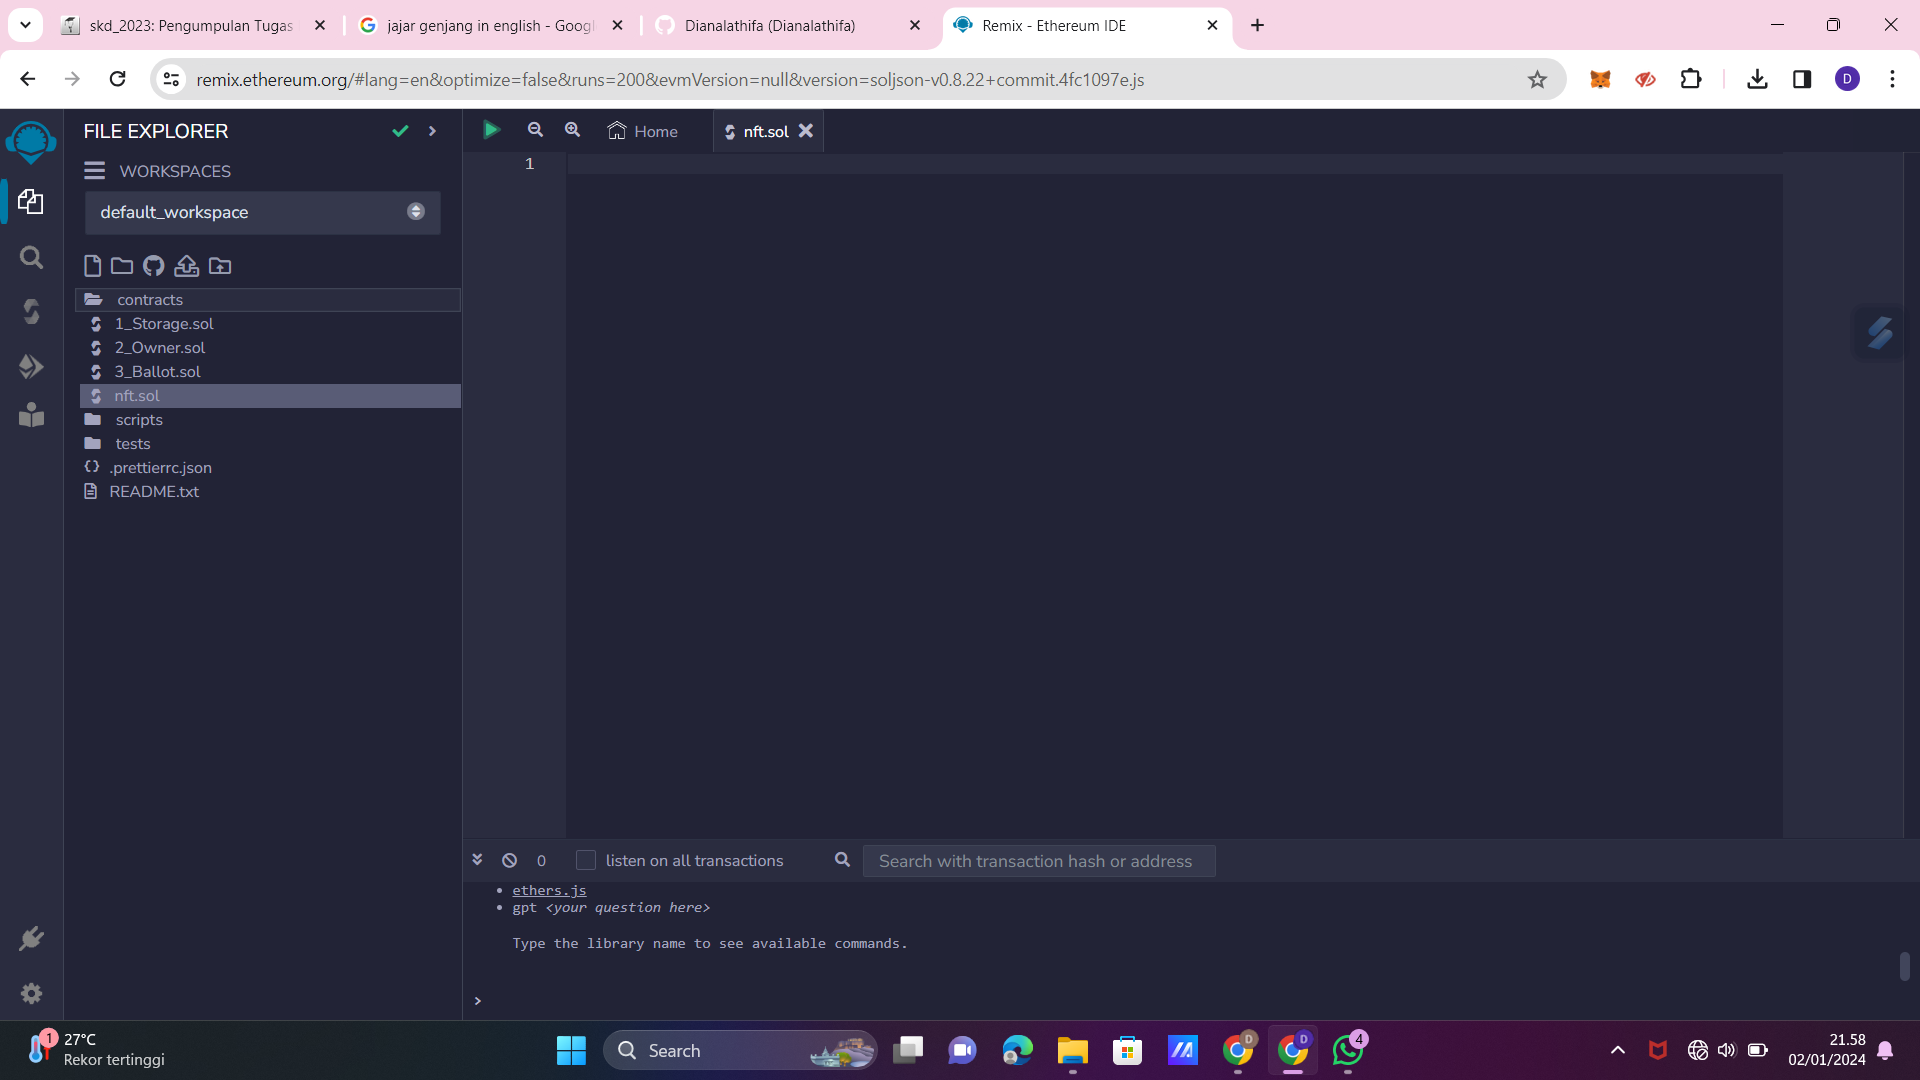 skd_2023: Pengumpulan Tugas
jajar genjang in english - Googl
Dianalathifa (Dianalathifa)
Remix - Ethereum IDE
remix.ethereum.org/#lang=en&optimize=false&runs=200&evmVersion=null&version=soljson-v0.8.22+commit.4fc1097e.js
D
FILE EXPLORER
Home
nft.sol
WORKSPACES
1
default_workspace
contracts
1_Storage.sol
2_Owner.sol
3_Ballot.sol
nft.sol
scripts
tests
.prettierrc.json
README.txt
0
listen on all transactions
Search with transaction hash or address
• ethers.js
• gpt <your question here>
Type the library name to see available commands.
>
1
27°C
Rekor tertinggi
Search
D
D
4
21.58
02/01/2024